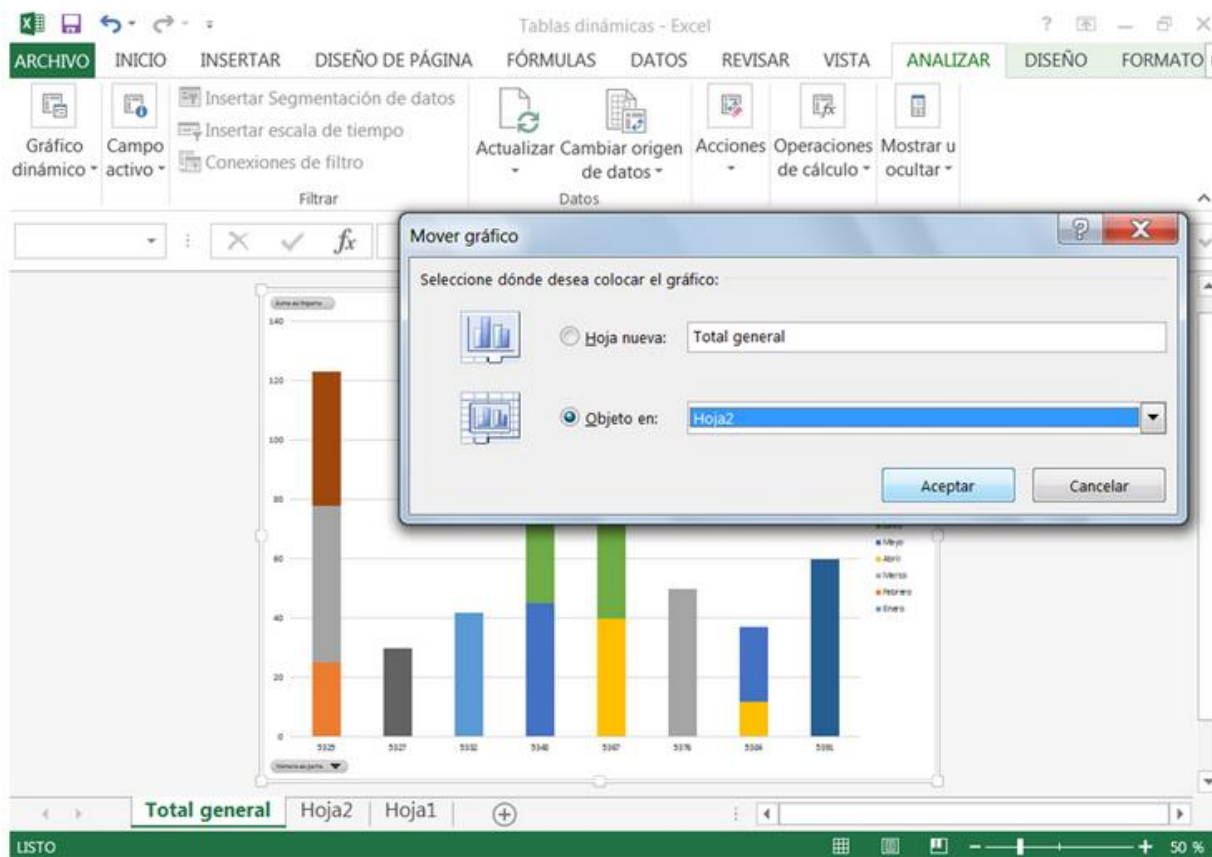 Tablas dinámicas - Excel
ARCHIVO INICIO INSERTAR DISEÑO DE PÁGINA FÓRMULAS DATOS REVISAR VISTA ANALIZAR DISEÑO FORMATO
Gráfico dinámico
Campo activo
Insertar Segmentación de datos
Insertar escala de tiempo
Conexiones de filtro
Filtrar
Actualizar
Cambiar origen de datos
Datos
Acciones
Operaciones de cálculo
Mostrar u ocultar
fx
Mover gráfico
Seleccione dónde desea colocar el gráfico:
Hoja nueva: Total general
Objeto en: Hoja2
Aceptar Cancelar
140
120
100
80
60
40
20
0
Mayo
Abril
Marzo
Febrero
Enero
Total general Hoja2 Hoja1
LISTO
50 %